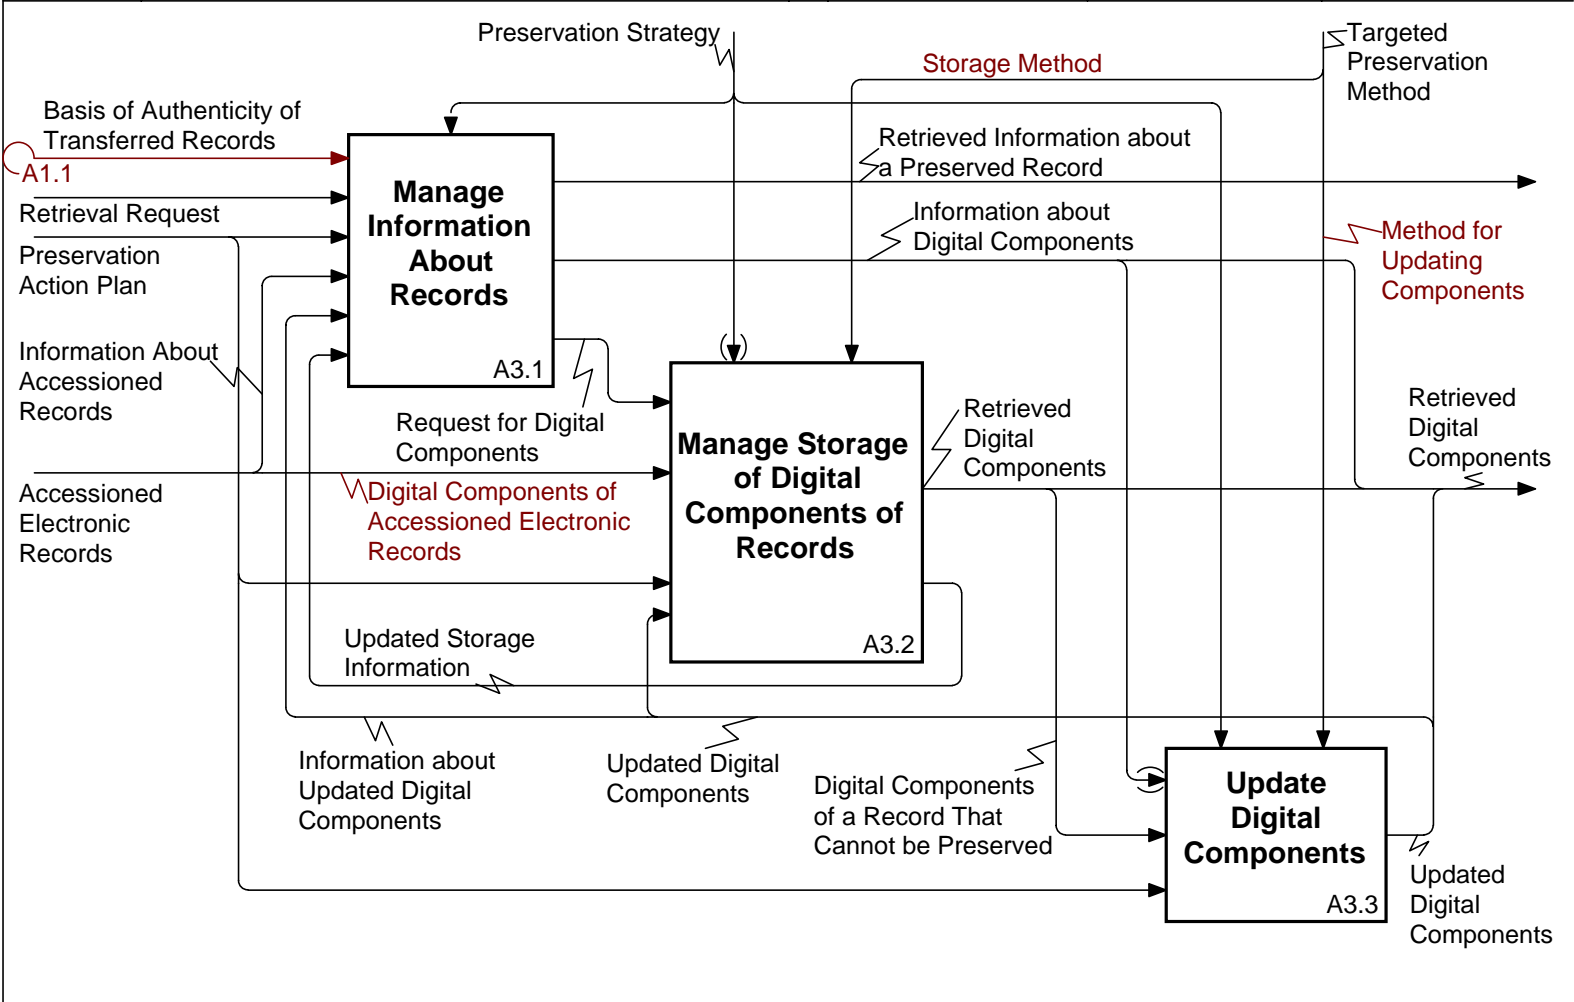 Preservation Strategy
Targeted
Preservation
Method
Storage Method
Basis of Authenticity of
Transferred Records
A1.1
Retrieval Request
Preservation
Action Plan
Information About
Accessioned
Records
Accessioned
Electronic
Records
Manage
Information
About
Records
A3.1
Retrieved Information about
a Preserved Record
Information about
Digital Components
Method for
Updating
Components
Request for Digital
Components
Digital Components of
Accessioned Electronic
Records
Manage Storage
of Digital
Components of
Records
A3.2
Retrieved
Digital
Components
Retrieved
Digital
Components
Updated Storage
Information
Information about
Updated Digital
Components
Updated Digital
Components
Digital Components
of a Record That
Cannot be Preserved
Update
Digital
Components
A3.3
Updated
Digital
Components